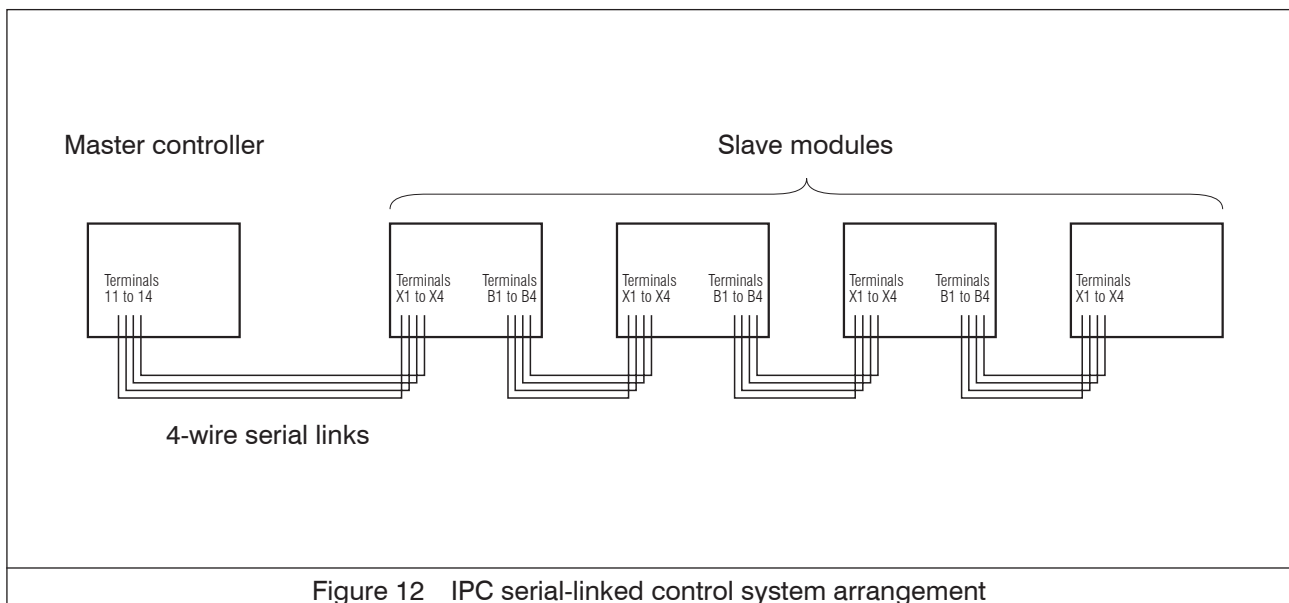 Master controller
Slave modules
Terminals
11 to 14
Terminals
X1 to X4
Terminals
B1 to B4
Terminals
X1 to X4
Terminals
B1 to B4
Terminals
X1 to X4
Terminals
B1 to B4
Terminals
X1 to X4
4-wire serial links
Figure 12 IPC serial-linked control system arrangement